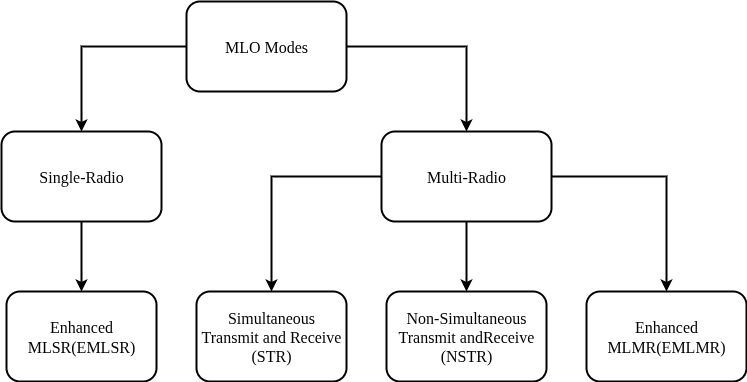 MLO Modes
Single-Radio
Multi-Radio
Enhanced
MLSR(EMLSR)
Simultaneous
Transmit and Receive
(STR)
Non-Simultaneous
Transmit andReceive
(NSTR)
Enhanced
MLMR(EMLMR)